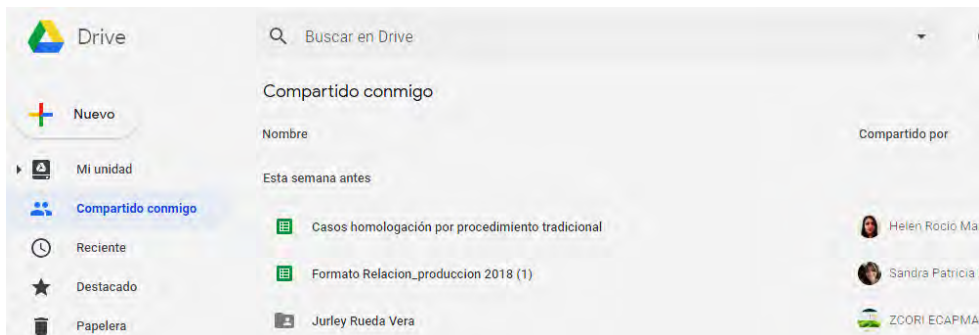 Drive
Buscar en Drive
Compartido conmigo
Nuevo
Nombre
Compartido por
Mi unidad
Esta semana antes
Compartido conmigo
Casos homologación por procedimiento tradicional
Helen Rocio Ma
Reciente
Formato Relacion_produccion 2018 (1)
Sandra Patricia
Destacado
Jurley Rueda Vera
ZCORI ECAPMA
Papelera